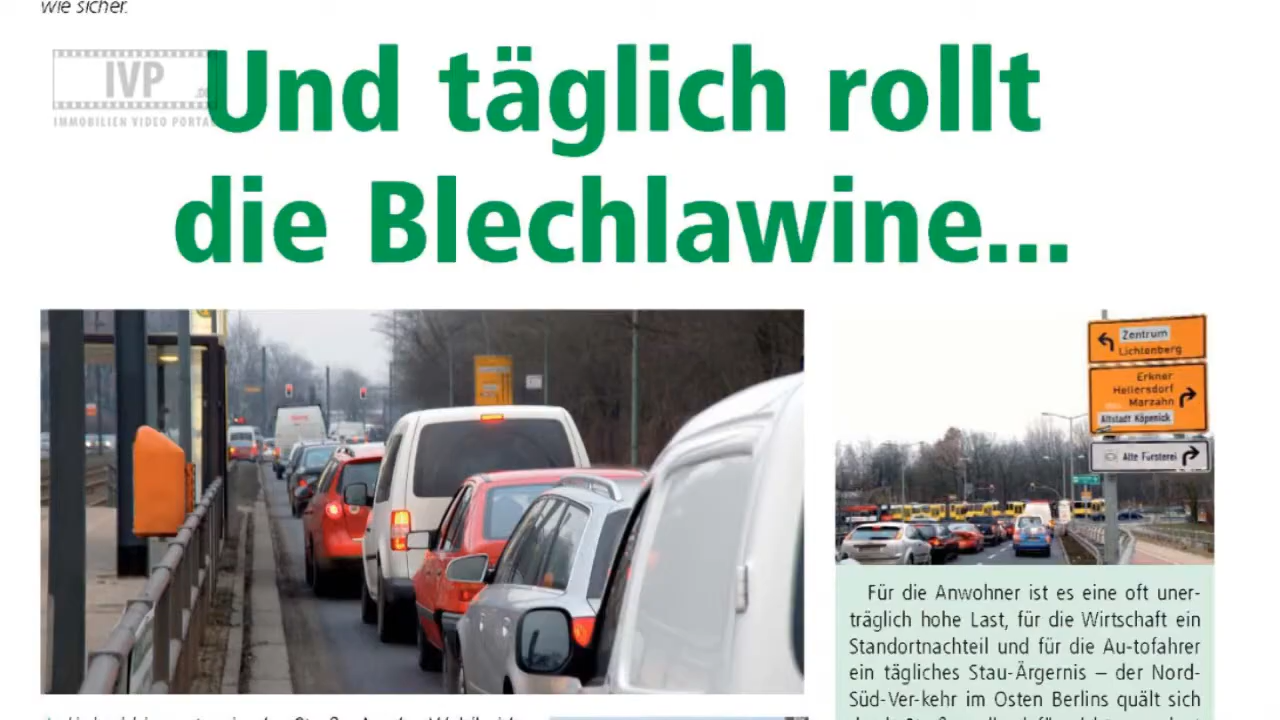 wie sicher.
IVP
IMMOBILIEN VIDEO PORTA
Und täglich rollt
die Blechlawine...
Zentrum
Lichtenberg
Erkner
Hellersdorf
Marzahn
Altstadt Köpenick
Alte Försterei
Für die Anwohner ist es eine oft uner-
träglich hohe Last, für die Wirtschaft ein
Standortnachteil und für die Au-tofahrer
ein tägliches Stau-Ärgernis – der Nord-
Süd-Ver-kehr im Osten Berlins quält sich